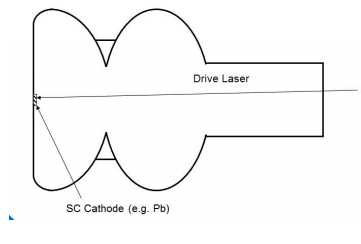 Drive Laser
SC Cathode (e.g. Pb)